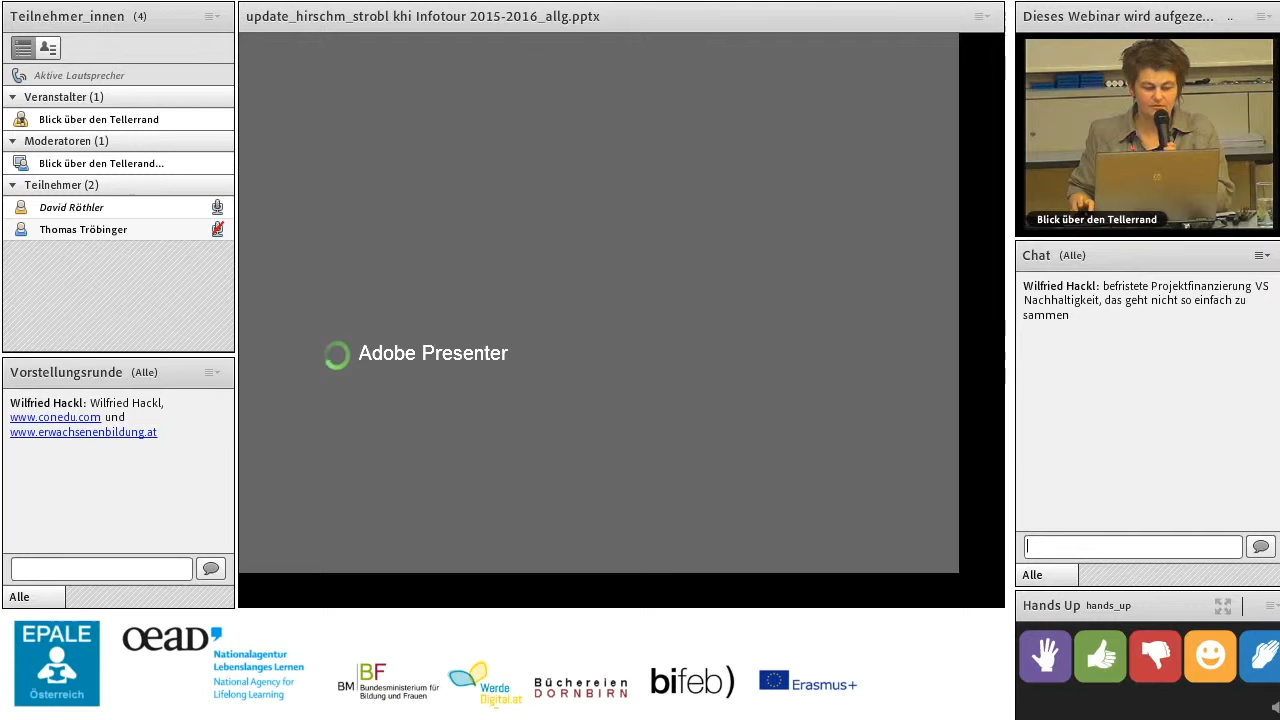 Teilnehmer_innen (4)
Aktive Lautsprecher
Veranstalter (1)
Blick über den Tellerrand
Moderatoren (1)
Blick über den Tellerand...
Teilnehmer (2)
David Röthler
Thomas Tröbinger
Vorstellungsrunde (Alle)
Wilfried Hackl: Wilfried Hackl,
www.conedu.com und
www.erwachsenenbildung.at
Alle
update_hirschm_strobl khi Infotour 2015-2016_allg.pptx
Adobe Presenter
Dieses Webinar wird aufgeze... ..
Blick über den Tellerrand
Chat (Alle)
Wilfried Hackl: befristete Projektfinanzierung VS
Nachhaltigkeit, das geht nicht so einfach zu
sammen
Alle
Hands Up hands_up
EPALE
Österreich
OEAD
Nationalagentur
Lebenslanges Lernen
National Agency for
Lifelong Learning
BM BF
Bundesministerium für
Bildung und Frauen
Werde
Digital.at
Büchereien
DORNBIRN
bifeb)
Erasmus+